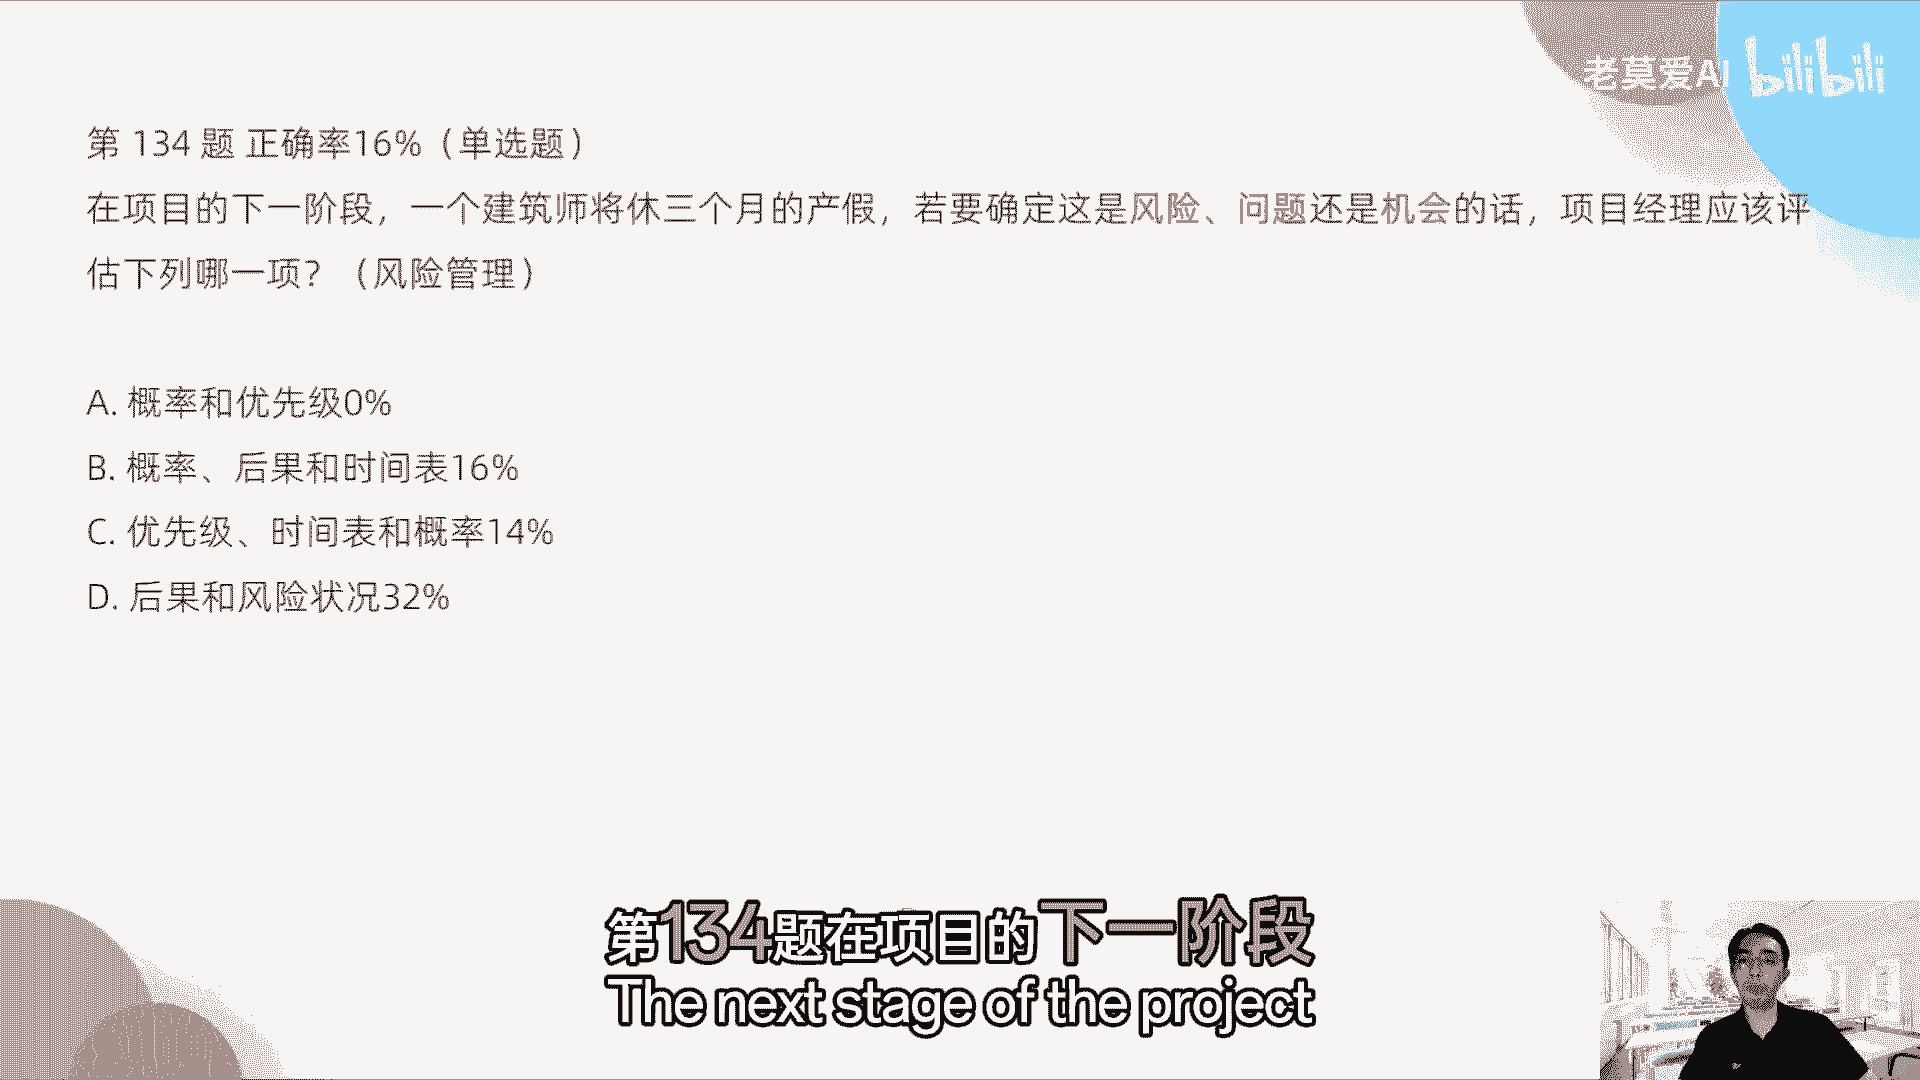 老莫爱AI bilibili
第 134 题 正确率16%（单选题）
在项目的下一阶段，一个建筑师将休三个月的产假，若要确定这是风险、问题还是机会的话，项目经理应该评
估下列哪一项？（风险管理）
A. 概率和优先级0%
B. 概率、后果和时间表16%
C. 优先级、时间表和概率14%
D. 后果和风险状况32%
第134题在项目的下一阶段
The next stage of the project